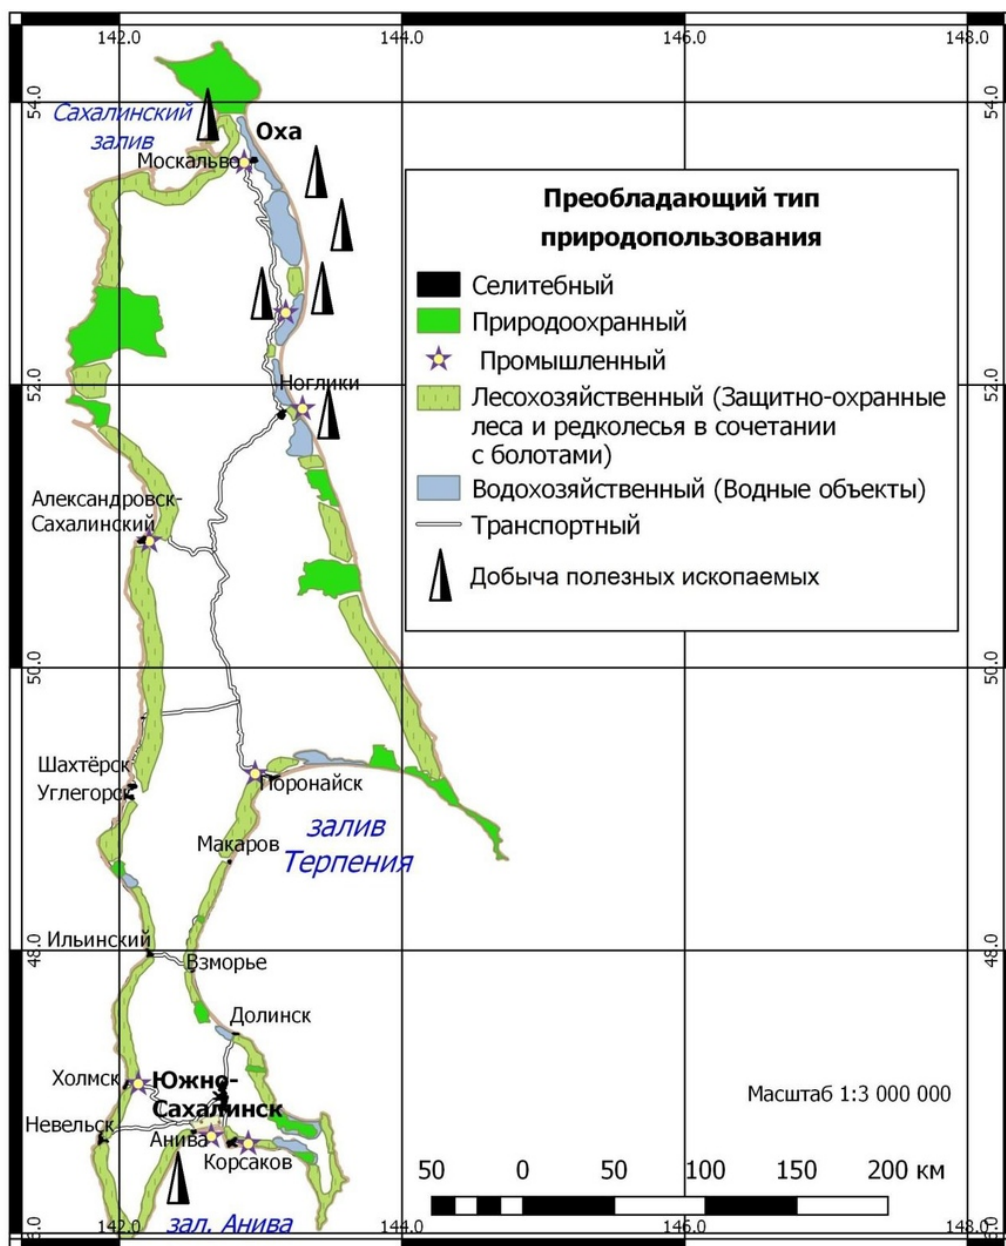 142.0
144.0
146.0
148.0
54.0
54.0
Сахалинский
залив
Оха
Москальво
Преобладающий тип
природопользования
Селитебный
Природоохранный
Промышленный
Лесохозяйственный (Защитно-охранные
леса и редколесья в сочетании
с болотами)
Водохозяйственный (Водные объекты)
Транспортный
Добыча полезных ископаемых
52.0
52.0
Ноглики
Александровск-
Сахалинский
50.0
50.0
Шахтёрск
Углегорск
Поронайск
залив
Терпения
Макаров
48.0
48.0
Ильинский
Взморье
Долинск
Холмск
Южно-
Сахалинск
Масштаб 1:3 000 000
Невельск
Анива
Корсаков
50
0
50
100
150
200 км
зал. Анива
142.0
144.0
146.0
148.0